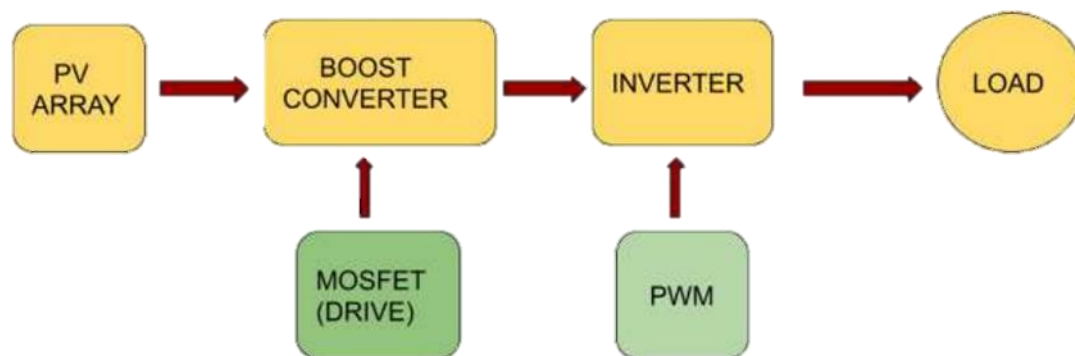 PV
ARRAY
BOOST
CONVERTER
INVERTER
LOAD
MOSFET
(DRIVE)
PWM